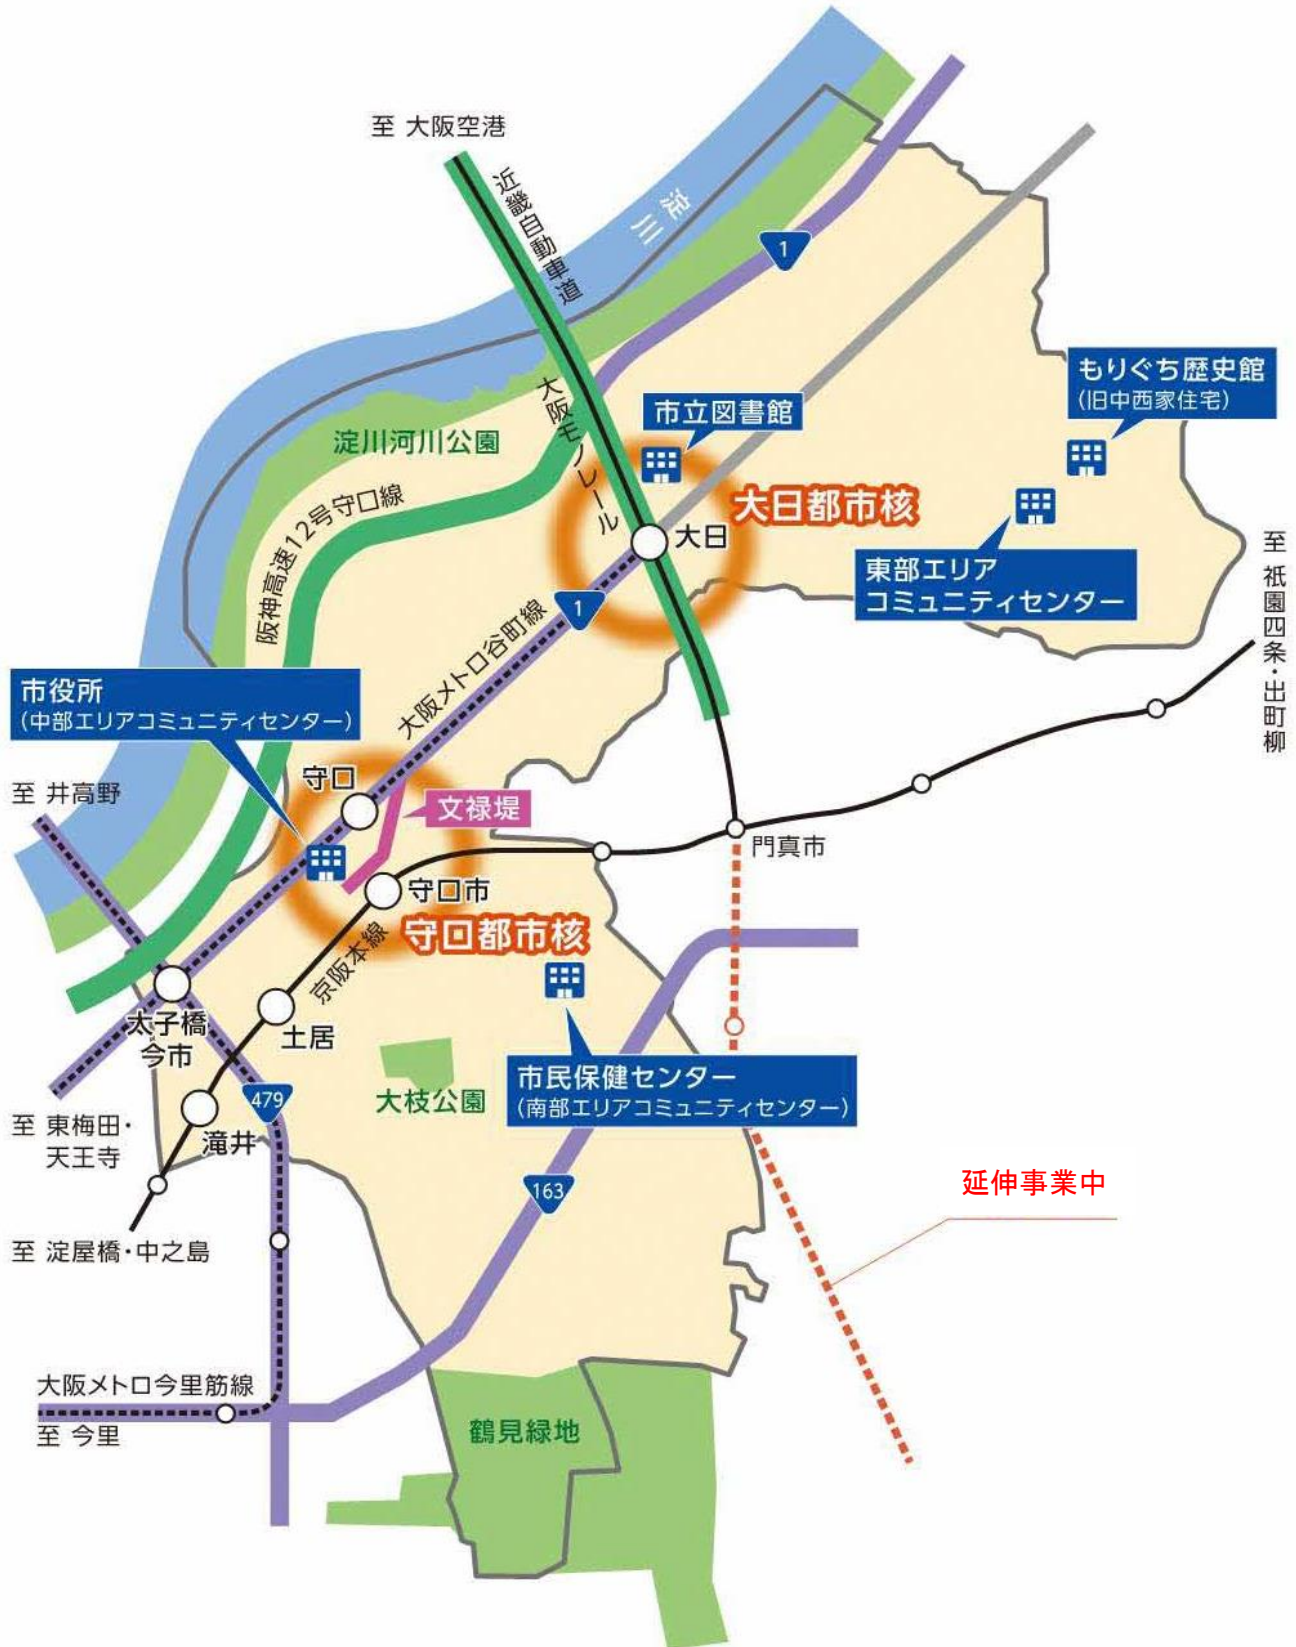 至 大阪空港
近畿自動車道
淀川
1
もりぐち歴史館
(旧中西家住宅)
市立図書館
大阪モノレール
淀川河川公園
大日都市核
阪神高速12号守口線
大日
東部エリア
コミュニティセンター
至 祇園四条・出町柳
1
大阪メトロ谷町線
市役所
(中部エリアコミュニティセンター)
守口
至 井高野
文禄堤
門真市
守口市
守口都市核
京阪本線
太子橋
今市
土居
市民保健センター
(南部エリアコミュニティセンター)
大枝公園
479
至 東梅田・
天王寺
滝井
延伸事業中
163
至 淀屋橋・中之島
大阪メトロ今里筋線
至 今里
鶴見緑地